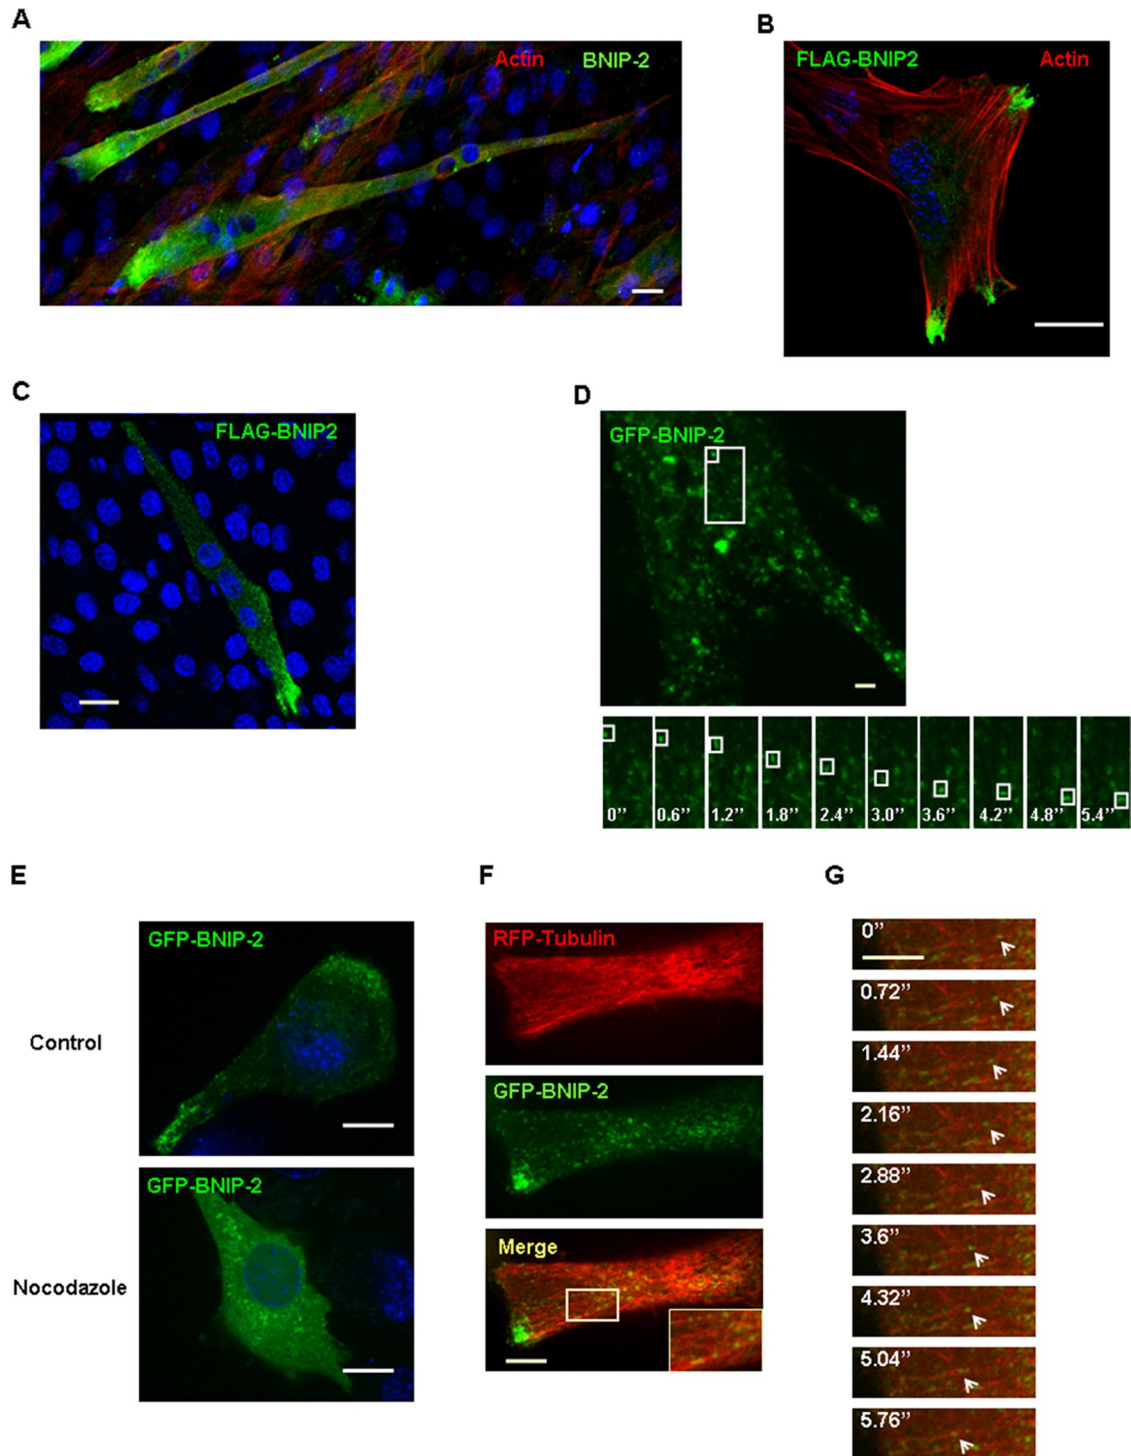 A
Actin BNIP-2
B
FLAG-BNIP2 Actin
C
FLAG-BNIP2
D
GFP-BNIP-2
0” 0.6” 1.2” 1.8” 2.4” 3.0” 3.6” 4.2” 4.8” 5.4”
E
Control
GFP-BNIP-2
Nocodazole
GFP-BNIP-2
F
RFP-Tubulin
GFP-BNIP-2
Merge
G
0”
0.72”
1.44”
2.16”
2.88”
3.6”
4.32”
5.04”
5.76”